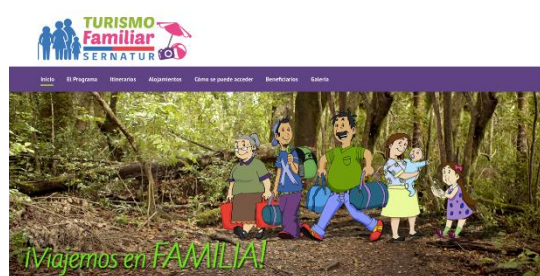 TURISMO
Familiar
SERNATUR
Inicio El Programa Itinerarios Alojamientos Cómo se puede acceder Beneficiarios Galería
¡Viajemos en FAMILIA!